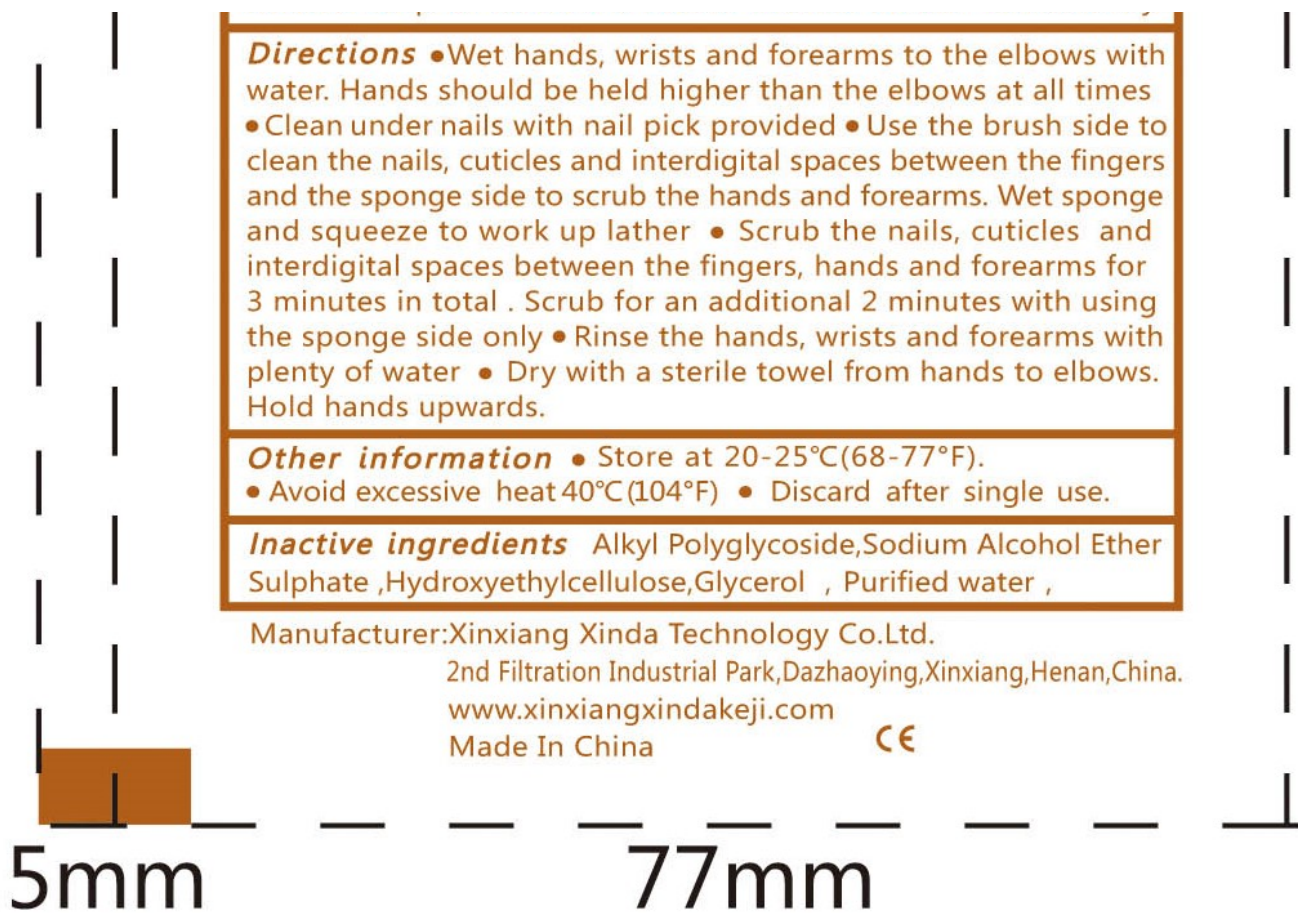 Directions ●Wet hands, wrists and forearms to the elbows with
water. Hands should be held higher than the elbows at all times
●Clean under nails with nail pick provided ● Use the brush side to
clean the nails, cuticles and interdigital spaces between the fingers
and the sponge side to scrub the hands and forearms. Wet sponge
and squeeze to work up lather ● Scrub the nails, cuticles and
interdigital spaces between the fingers, hands and forearms for
3 minutes in total . Scrub for an additional 2 minutes with using
the sponge side only ● Rinse the hands, wrists and forearms with
plenty of water ● Dry with a sterile towel from hands to elbows.
Hold hands upwards.
Other information ● Store at 20-25℃(68-77°F).
● Avoid excessive heat 40℃(104°F) ● Discard after single use.
Inactive ingredients Alkyl Polyglycoside,Sodium Alcohol Ether
Sulphate ,Hydroxyethylcellulose,Glycerol , Purified water ,
Manufacturer:Xinxiang Xinda Technology Co.Ltd.
2nd Filtration Industrial Park,Dazhaoying,Xinxiang,Henan,China.
www.xinxiangxindakeji.com
Made In China CE
5mm 77mm